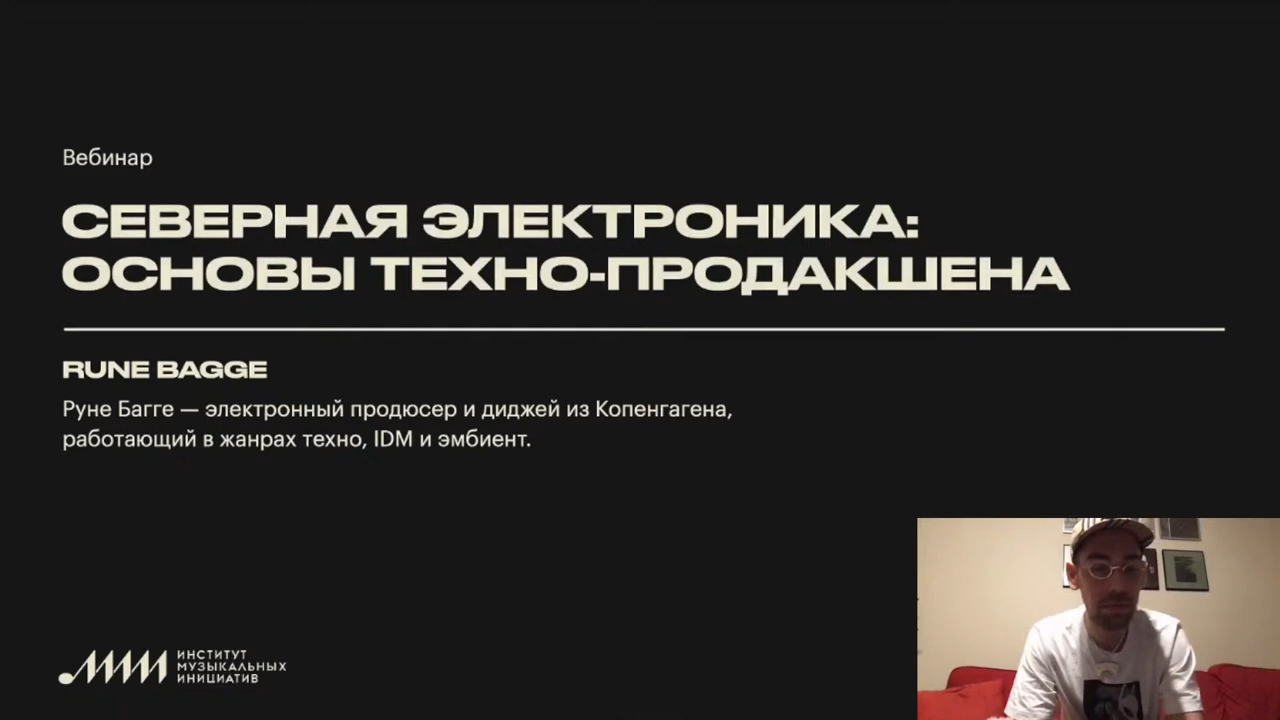 Вебинар
СЕВЕРНАЯ ЭЛЕКТРОНИКА:
ОСНОВЫ ТЕХНО-ПРОДАКШЕНА
RUNE BAGGE
Руне Багге — электронный продюсер и диджей из Копенгагена,
работающий в жанрах техно, IDM и эмбиент.
ИНСТИТУТ
МУЗЫКАЛЬНЫХ
ИНИЦИАТИВ